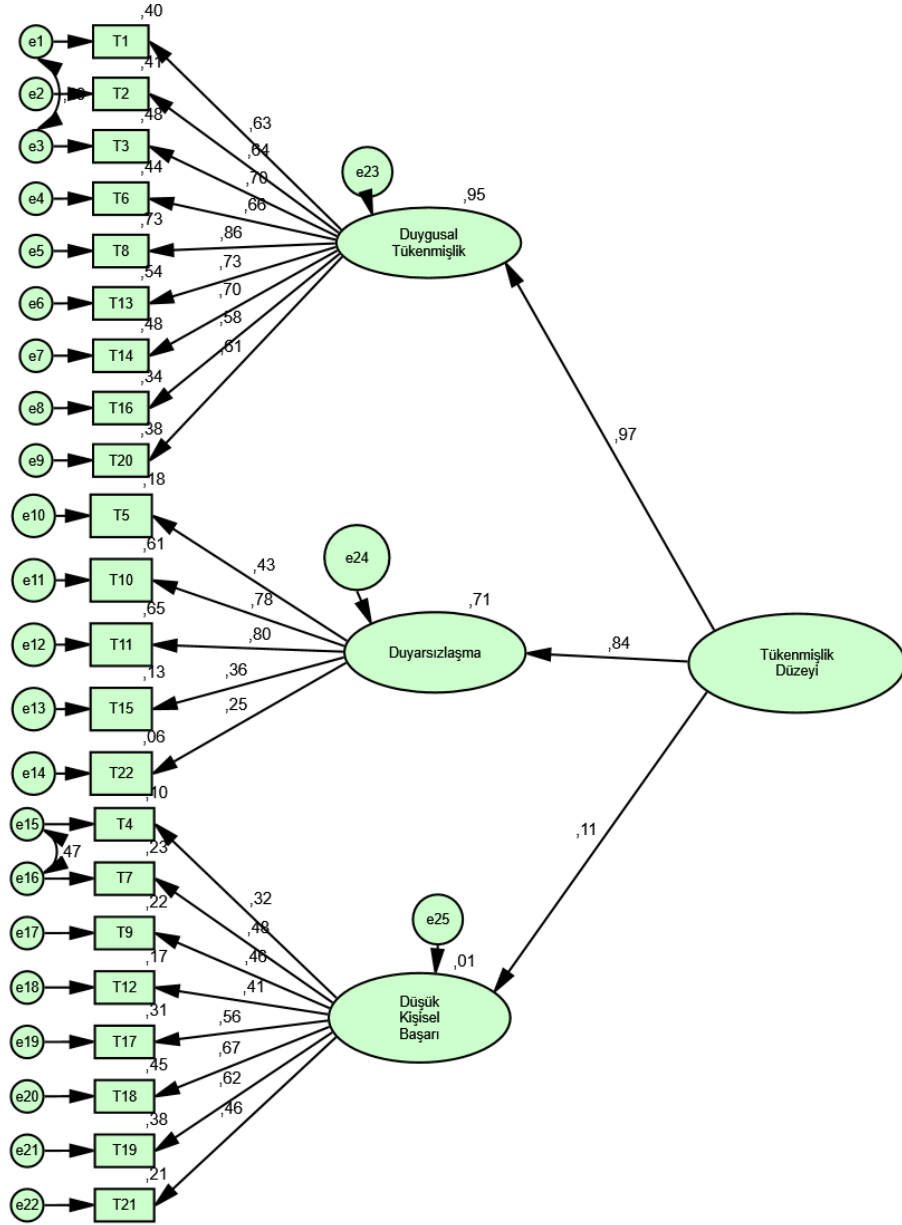 ,40
e1
T1
,41
e2
T2
,48
e3
T3
,44
e4
T6
,73
e5
T8
,54
e6
T13
,48
e7
T14
,34
e8
T16
,38
e9
T20
,63
,64
,70
,66
,86
,73
,70
,58
,61
e23
,95
Duygusal
Tükenmişlik
,97
,18
e10
T5
,61
e11
T10
,65
e12
T11
,13
e13
T15
,06
e14
T22
,43
,78
,80
,36
,25
e24
,71
Duyarsızlaşma
,84
Tükenmişlik
Düzeyi
,11
,10
e15
T4
,47
,23
e16
T7
,22
e17
T9
,17
e18
T12
,31
e19
T17
,45
e20
T18
,38
e21
T19
,21
e22
T21
,32
,48
,46
,41
,56
,67
,62
,46
e25
,01
Düşük
Kişisel
Başarı